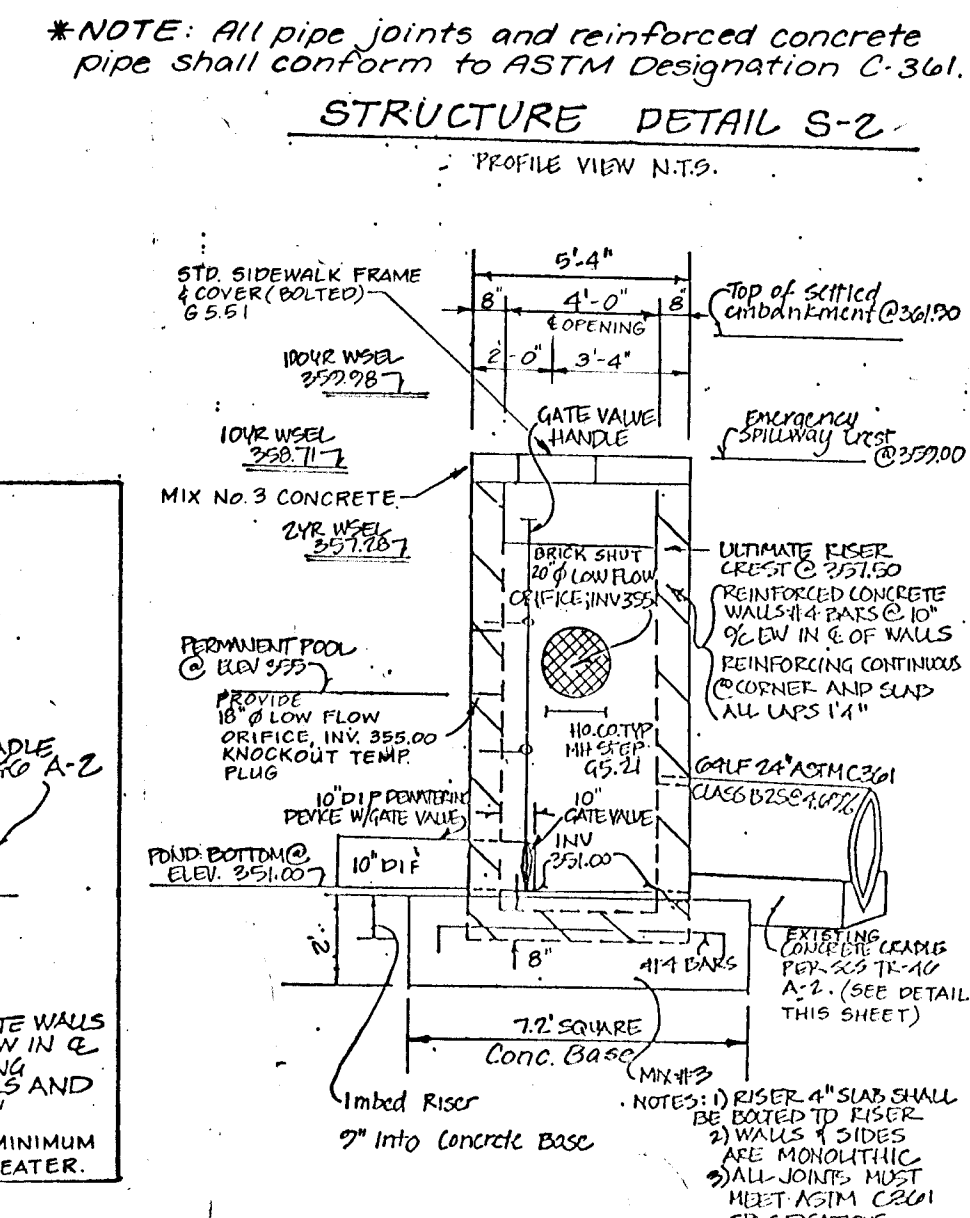 *NOTE: All pipe joints and reinforced concrete
pipe shall conform to ASTM Designation C-361.
STRUCTURE DETAIL S-2
PROFILE VIEW N.T.S.
5'-4"
8" 4'-0" 8"
℄ OPENING
2'-0" 3'-4"
STD. SIDEWALK FRAME
& COVER (BOLTED)
G 5.51
Top of settled
embankment @
100YR WSEL
359.98
GATE VALVE
HANDLE
Emergency
Spillway Crest
@ 359.00
10YR WSEL
358.71
MIX No. 3 CONCRETE
2YR WSEL
357.28
BRICK SHUT
20"φ LOW FLOW
ORIFICE, INV 355
ULTIMATE RISER
CREST @ 357.50
REINFORCED CONCRETE
WALLS #4 BARS @ 10"
O/C EW IN ℄ OF WALLS
REINFORCING CONTINUOUS
@ CORNER AND SLAB
ALL LAPS 1'4"
PERMANENT POOL
@ ELEV 355
PROVIDE
18"φ LOW FLOW
ORIFICE, INV. 355.00
KNOCKOUT TEMP.
PLUG
HO.CO.TYP
MH STEP
G5.21
64LF 24" ASTM C361
CLASS B25 @
10" DIP DEWATERING
DEVICE W/GATE VALVE
10"
GATE VALVE
INV
351.00
10" DIP
POND BOTTOM @
ELEV. 351.00
2'
8"
#4 BARS
EXISTING
CONCRETE CRADLE
PER SCS TR-46
A-2. (SEE DETAIL
THIS SHEET)
7.2' SQUARE
Conc. Base
MIX #3
Imbed Riser
9" Into Concrete Base
NOTES: 1) RISER 4" SLAB SHALL
BE BOLTED TO RISER
2) WALLS & SIDES
ARE MONOLITHIC
3) ALL JOINTS MUST
MEET ASTM C361
A-2
WALLS
IN ℄
AND
MINIMUM